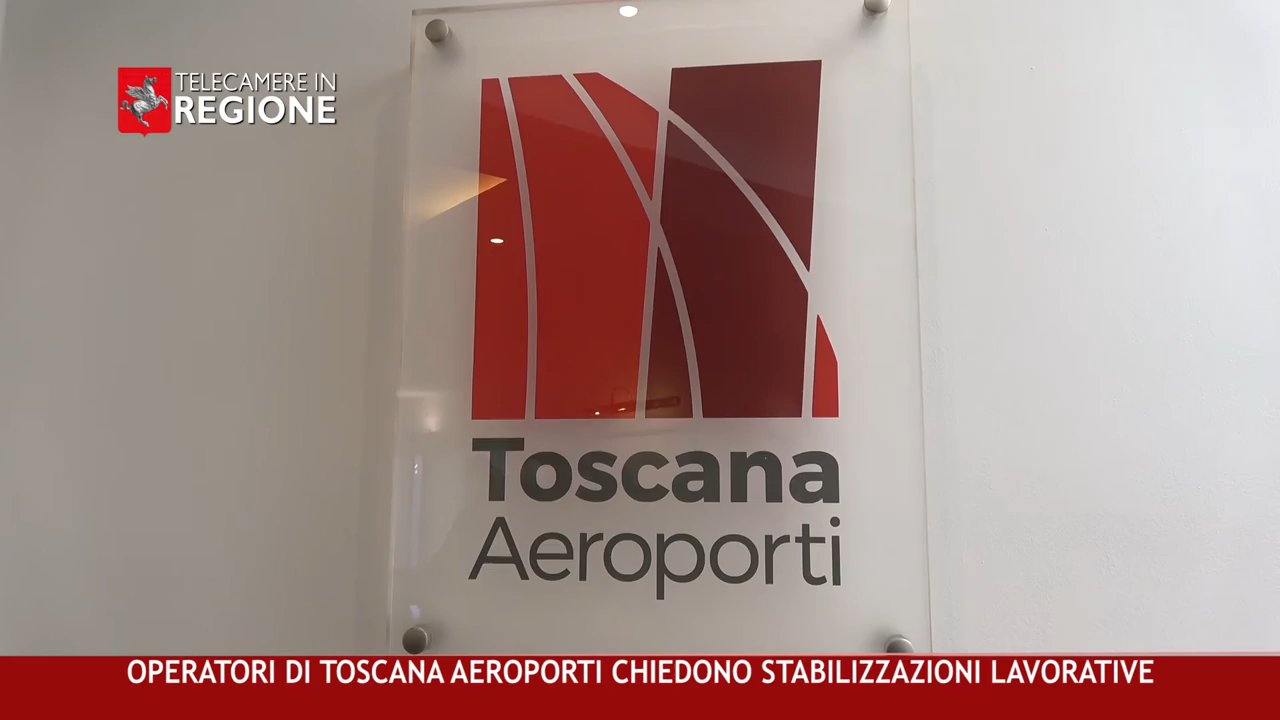 TELECAMERE IN
REGIONE
Toscana
Aeroporti
OPERATORI DI TOSCANA AEROPORTI CHIEDONO STABILIZZAZIONI LAVORATIVE